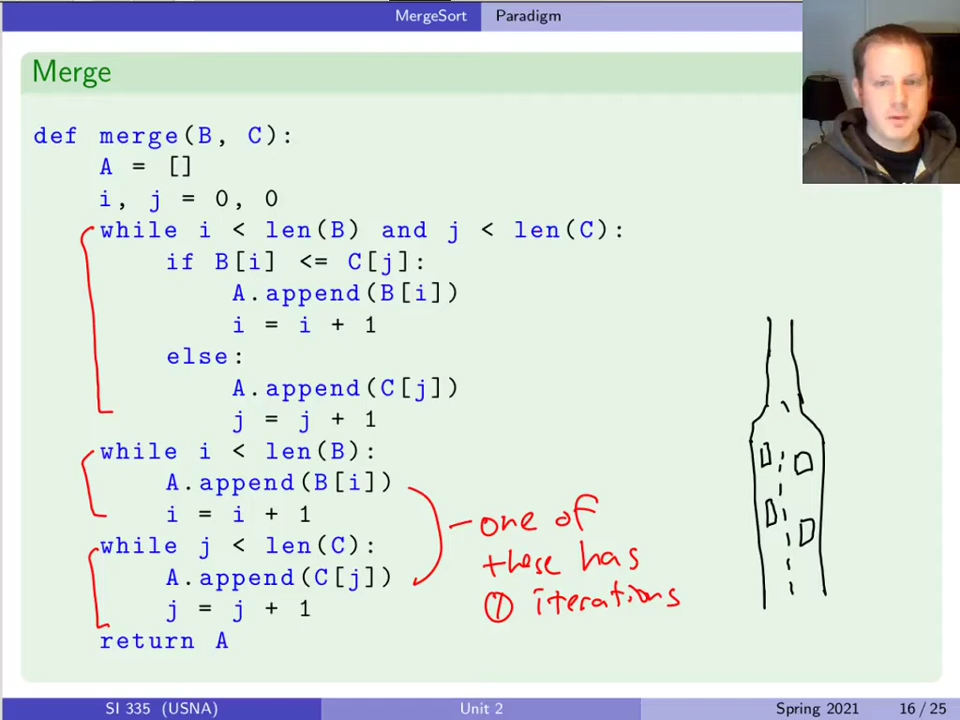 MergeSort Paradigm
Merge
def merge(B, C):
A = []
i, j = 0, 0
while i < len(B) and j < len(C):
if B[i] <= C[j]:
A.append(B[i])
i = i + 1
else:
A.append(C[j])
j = j + 1
while i < len(B):
A.append(B[i])
i = i + 1
while j < len(C):
A.append(C[j])
j = j + 1
return A
one of
these has
0 iterations
SI 335 (USNA) Unit 2 Spring 2021 16 / 25